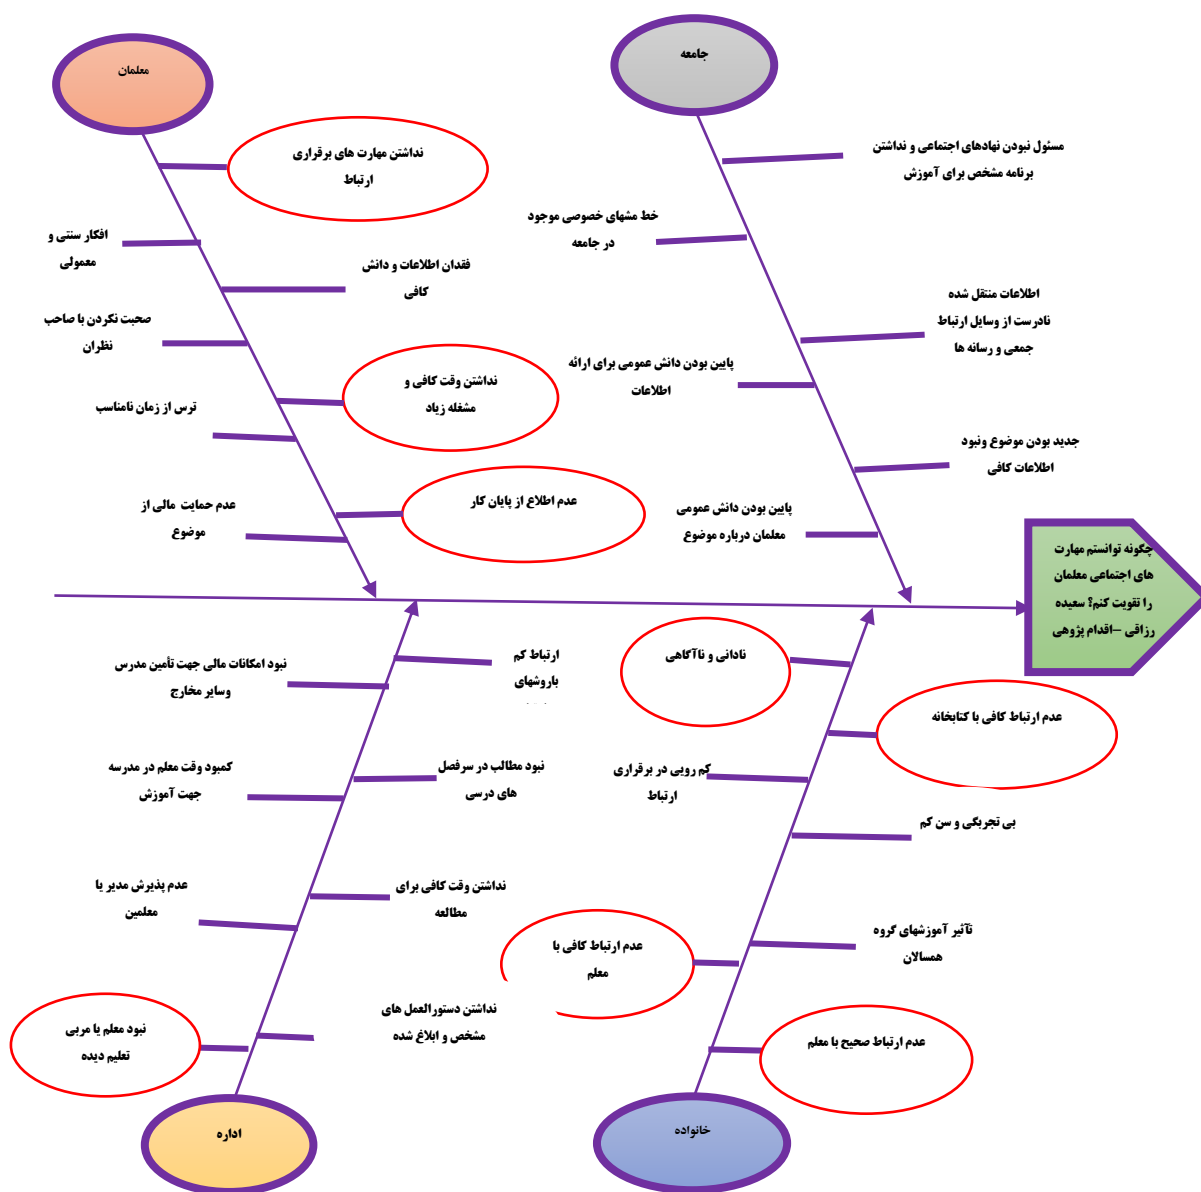 جامعه
معلمان
مسئول نبودن نهادهای اجتماعی و نداشتن
برنامه مشخص برای آموزش
نداشتن مهارت های برقراری
ارتباط
خط مشهای خصوصی موجود
در جامعه
افکار سنتی و
معمولی
فقدان اطلاعات و دانش
کافی
اطلاعات منتقل شده
نادرست از وسایل ارتباط
جمعی و رسانه ها
صحبت نکردن با صاحب
نظران
پایین بودن دانش عمومی برای ارائه
اطلاعات
نداشتن وقت کافی و
مشغله زیاد
ترس از زمان نامناسب
جدید بودن موضوع ونبود
اطلاعات کافی
عدم اطلاع از پایان کار
پایین بودن دانش عمومی
معلمان درباره موضوع
عدم حمایت مالی از
موضوع
چگونه توانستم مهارت
های اجتماعی معلمان
را تقویت کنم؟ سعیده
رزاقی –اقدام پژوهی
نادانی و ناآگاهی
ارتباط کم
باروشهای
نبود امکانات مالی جهت تأمین مدرس
وسایر مخارج
عدم ارتباط کافی با کتابخانه
کم رویی در برقراری
ارتباط
نبود مطالب در سرفصل
های درسی
کمبود وقت معلم در مدرسه
جهت آموزش
بی تجربگی و سن کم
نداشتن وقت کافی برای
مطالعه
عدم پذیرش مدیر یا
معلمین
تآثیر آموزشهای گروه
همسالان
عدم ارتباط کافی با
معلم
نداشتن دستورالعمل های
مشخص و ابلاغ شده
نبود معلم یا مربی
تعلیم دیده
عدم ارتباط صحیح با معلم
خانواده
اداره